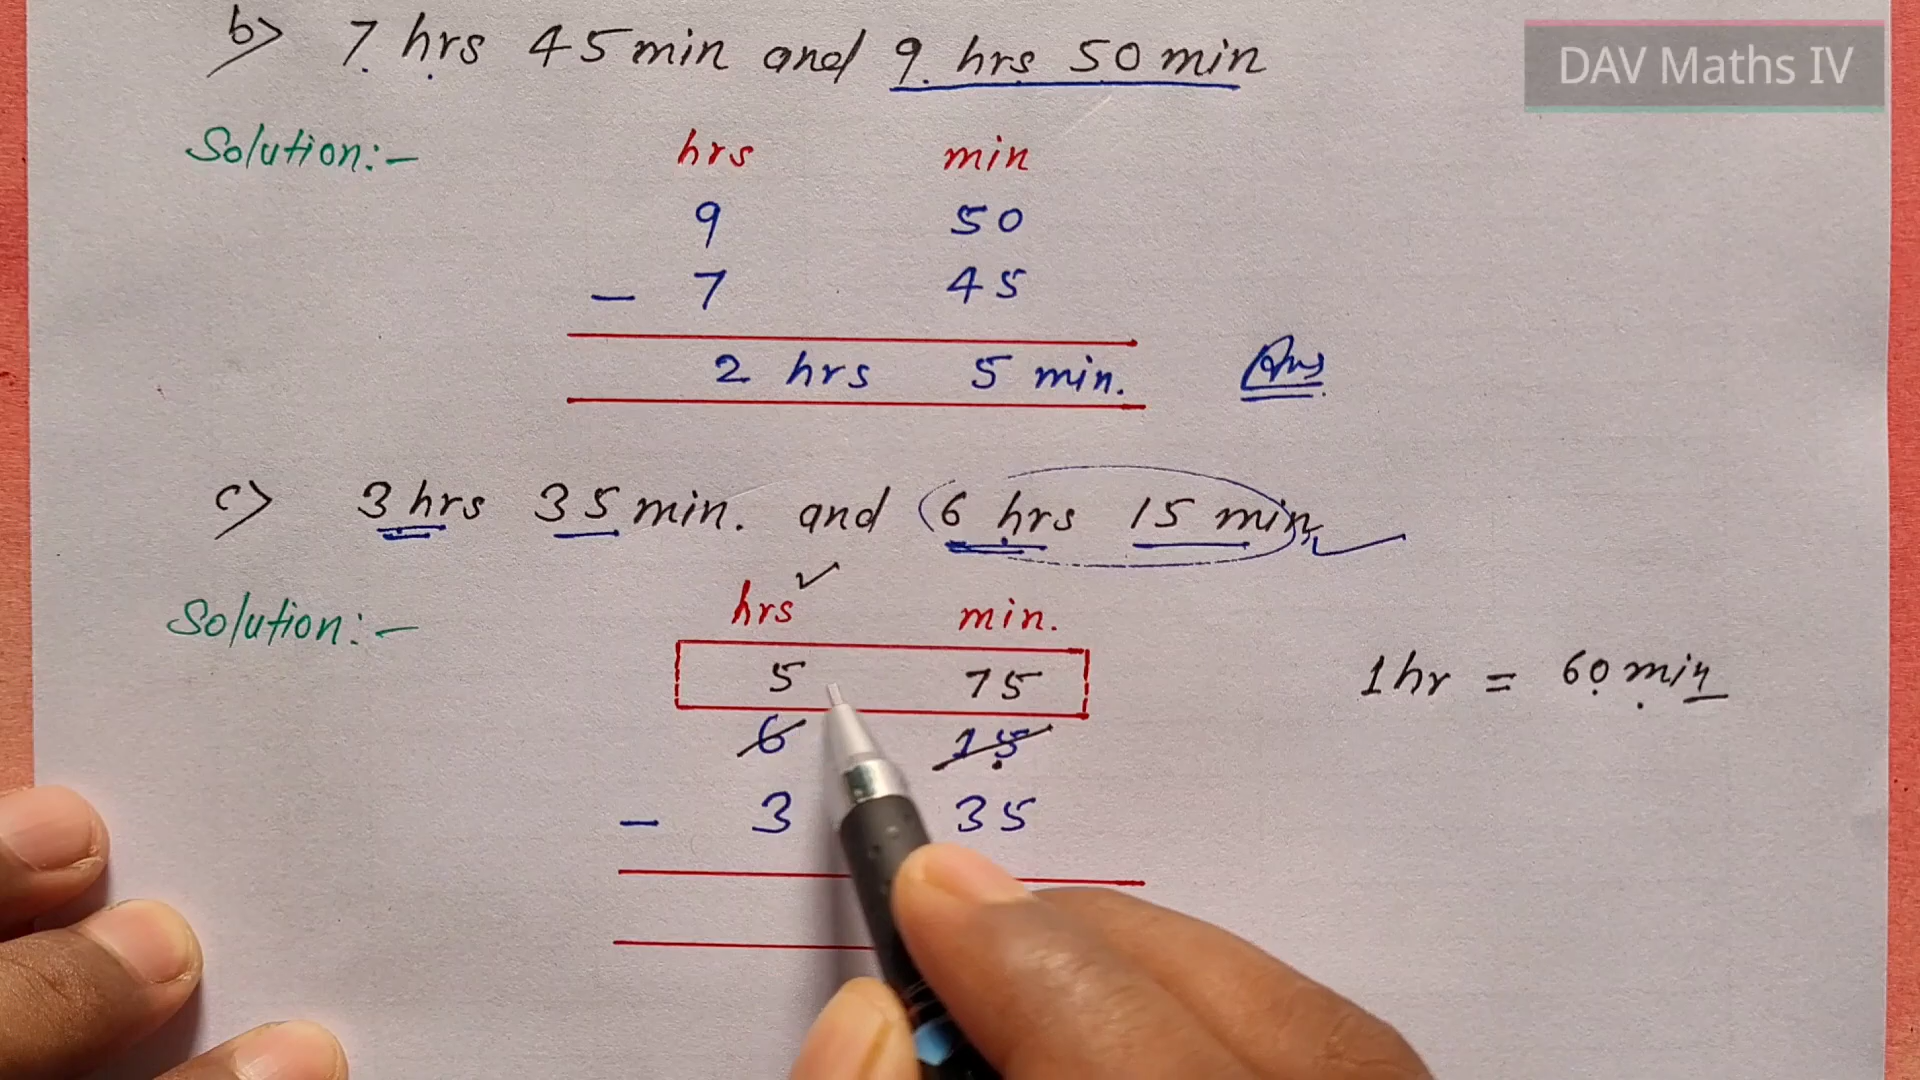 b) 7 hrs 45 min and 9 hrs 50 min
DAV Maths IV
Solution:-
hrs min
9 50
- 7 45
2 hrs 5 min. Ans
c) 3 hrs 35 min. and (6 hrs 15 min,
Solution:-
hrs min.
5 75
1 hr = 60 min
6 15
- 3 35